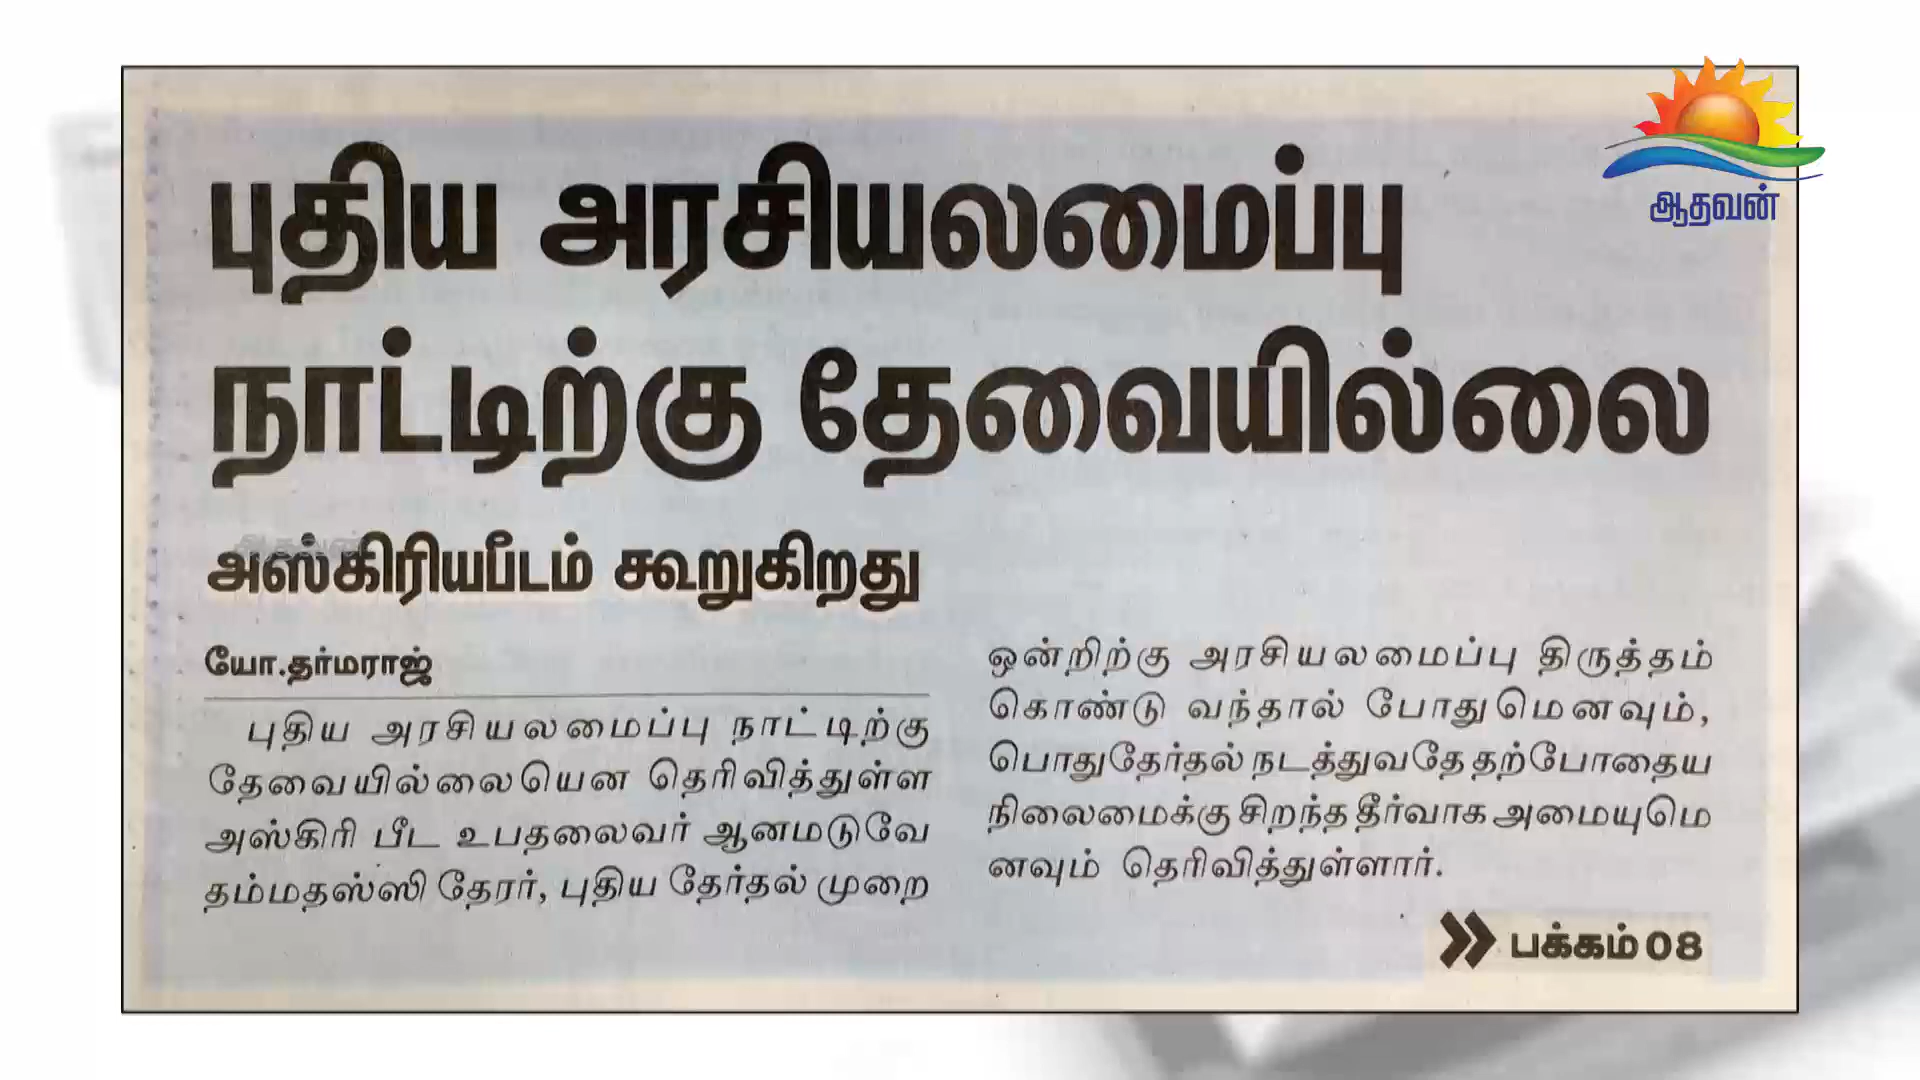 ஆதவன்
புதிய அரசியலமைப்பு
நாட்டிற்கு தேவையில்லை
அஸ்கிரியபீடம் கூறுகிறது
யோ.தர்மராஜ்
புதிய அரசியலமைப்பு நாட்டிற்கு
தேவையில்லையென தெரிவித்துள்ள
அஸ்கிரி பீட உபதலைவர் ஆனமடுவே
தம்மதஸ்ஸி தேரர், புதிய தேர்தல் முறை
ஒன்றிற்கு அரசியலமைப்பு திருத்தம்
கொண்டு வந்தால் போதுமெனவும்,
பொதுதேர்தல் நடத்துவதே தற்போதைய
நிலைமைக்கு சிறந்த தீர்வாக அமையுமெ
னவும் தெரிவித்துள்ளார்.
பக்கம் 08